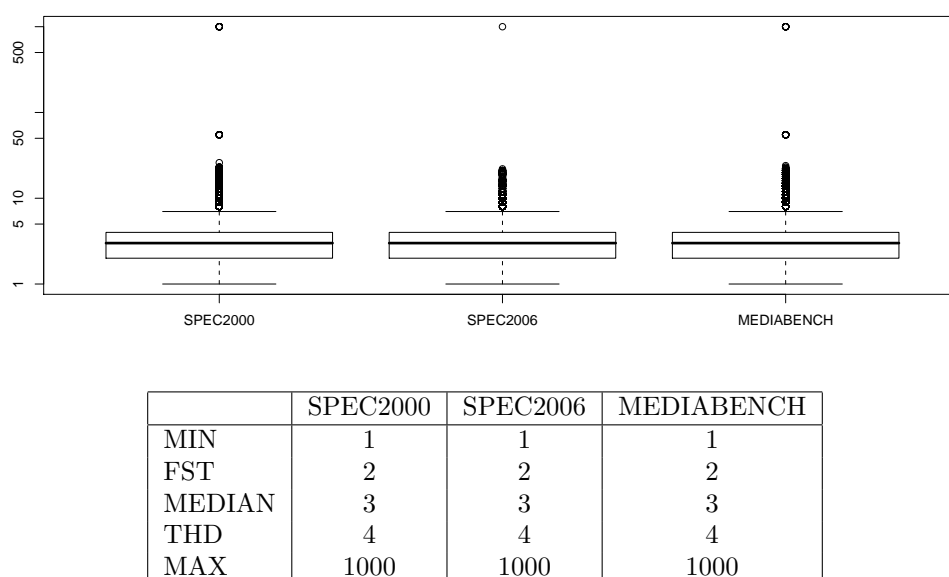 500
50
10
5
1
SPEC2000 SPEC2006 MEDIABENCH
SPEC2000 SPEC2006 MEDIABENCH
MIN 1 1 1
FST 2 2 2
MEDIAN 3 3 3
THD 4 4 4
MAX 1000 1000 1000